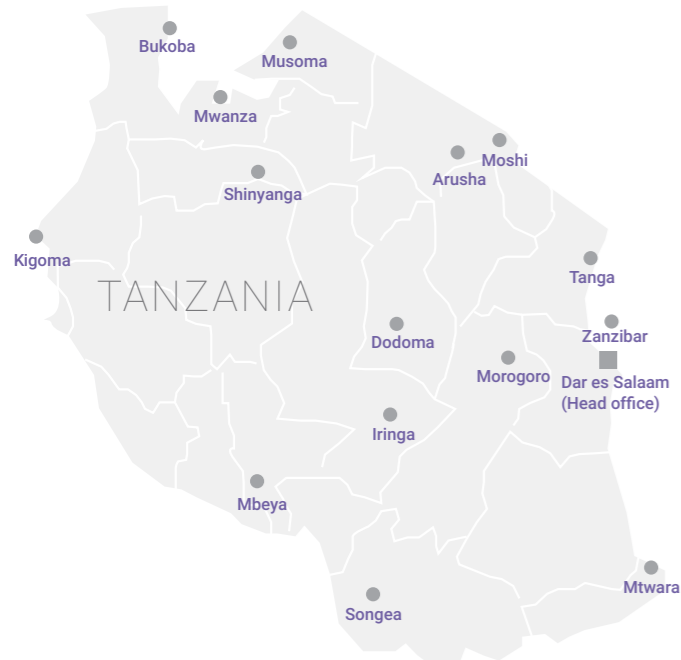 Bukoba
Musoma
Mwanza
Moshi
Arusha
Shinyanga
Kigoma
Tanga
TANZANIA
Zanzibar
Dodoma
Morogoro
Dar es Salaam
(Head office)
Iringa
Mbeya
Mtwara
Songea